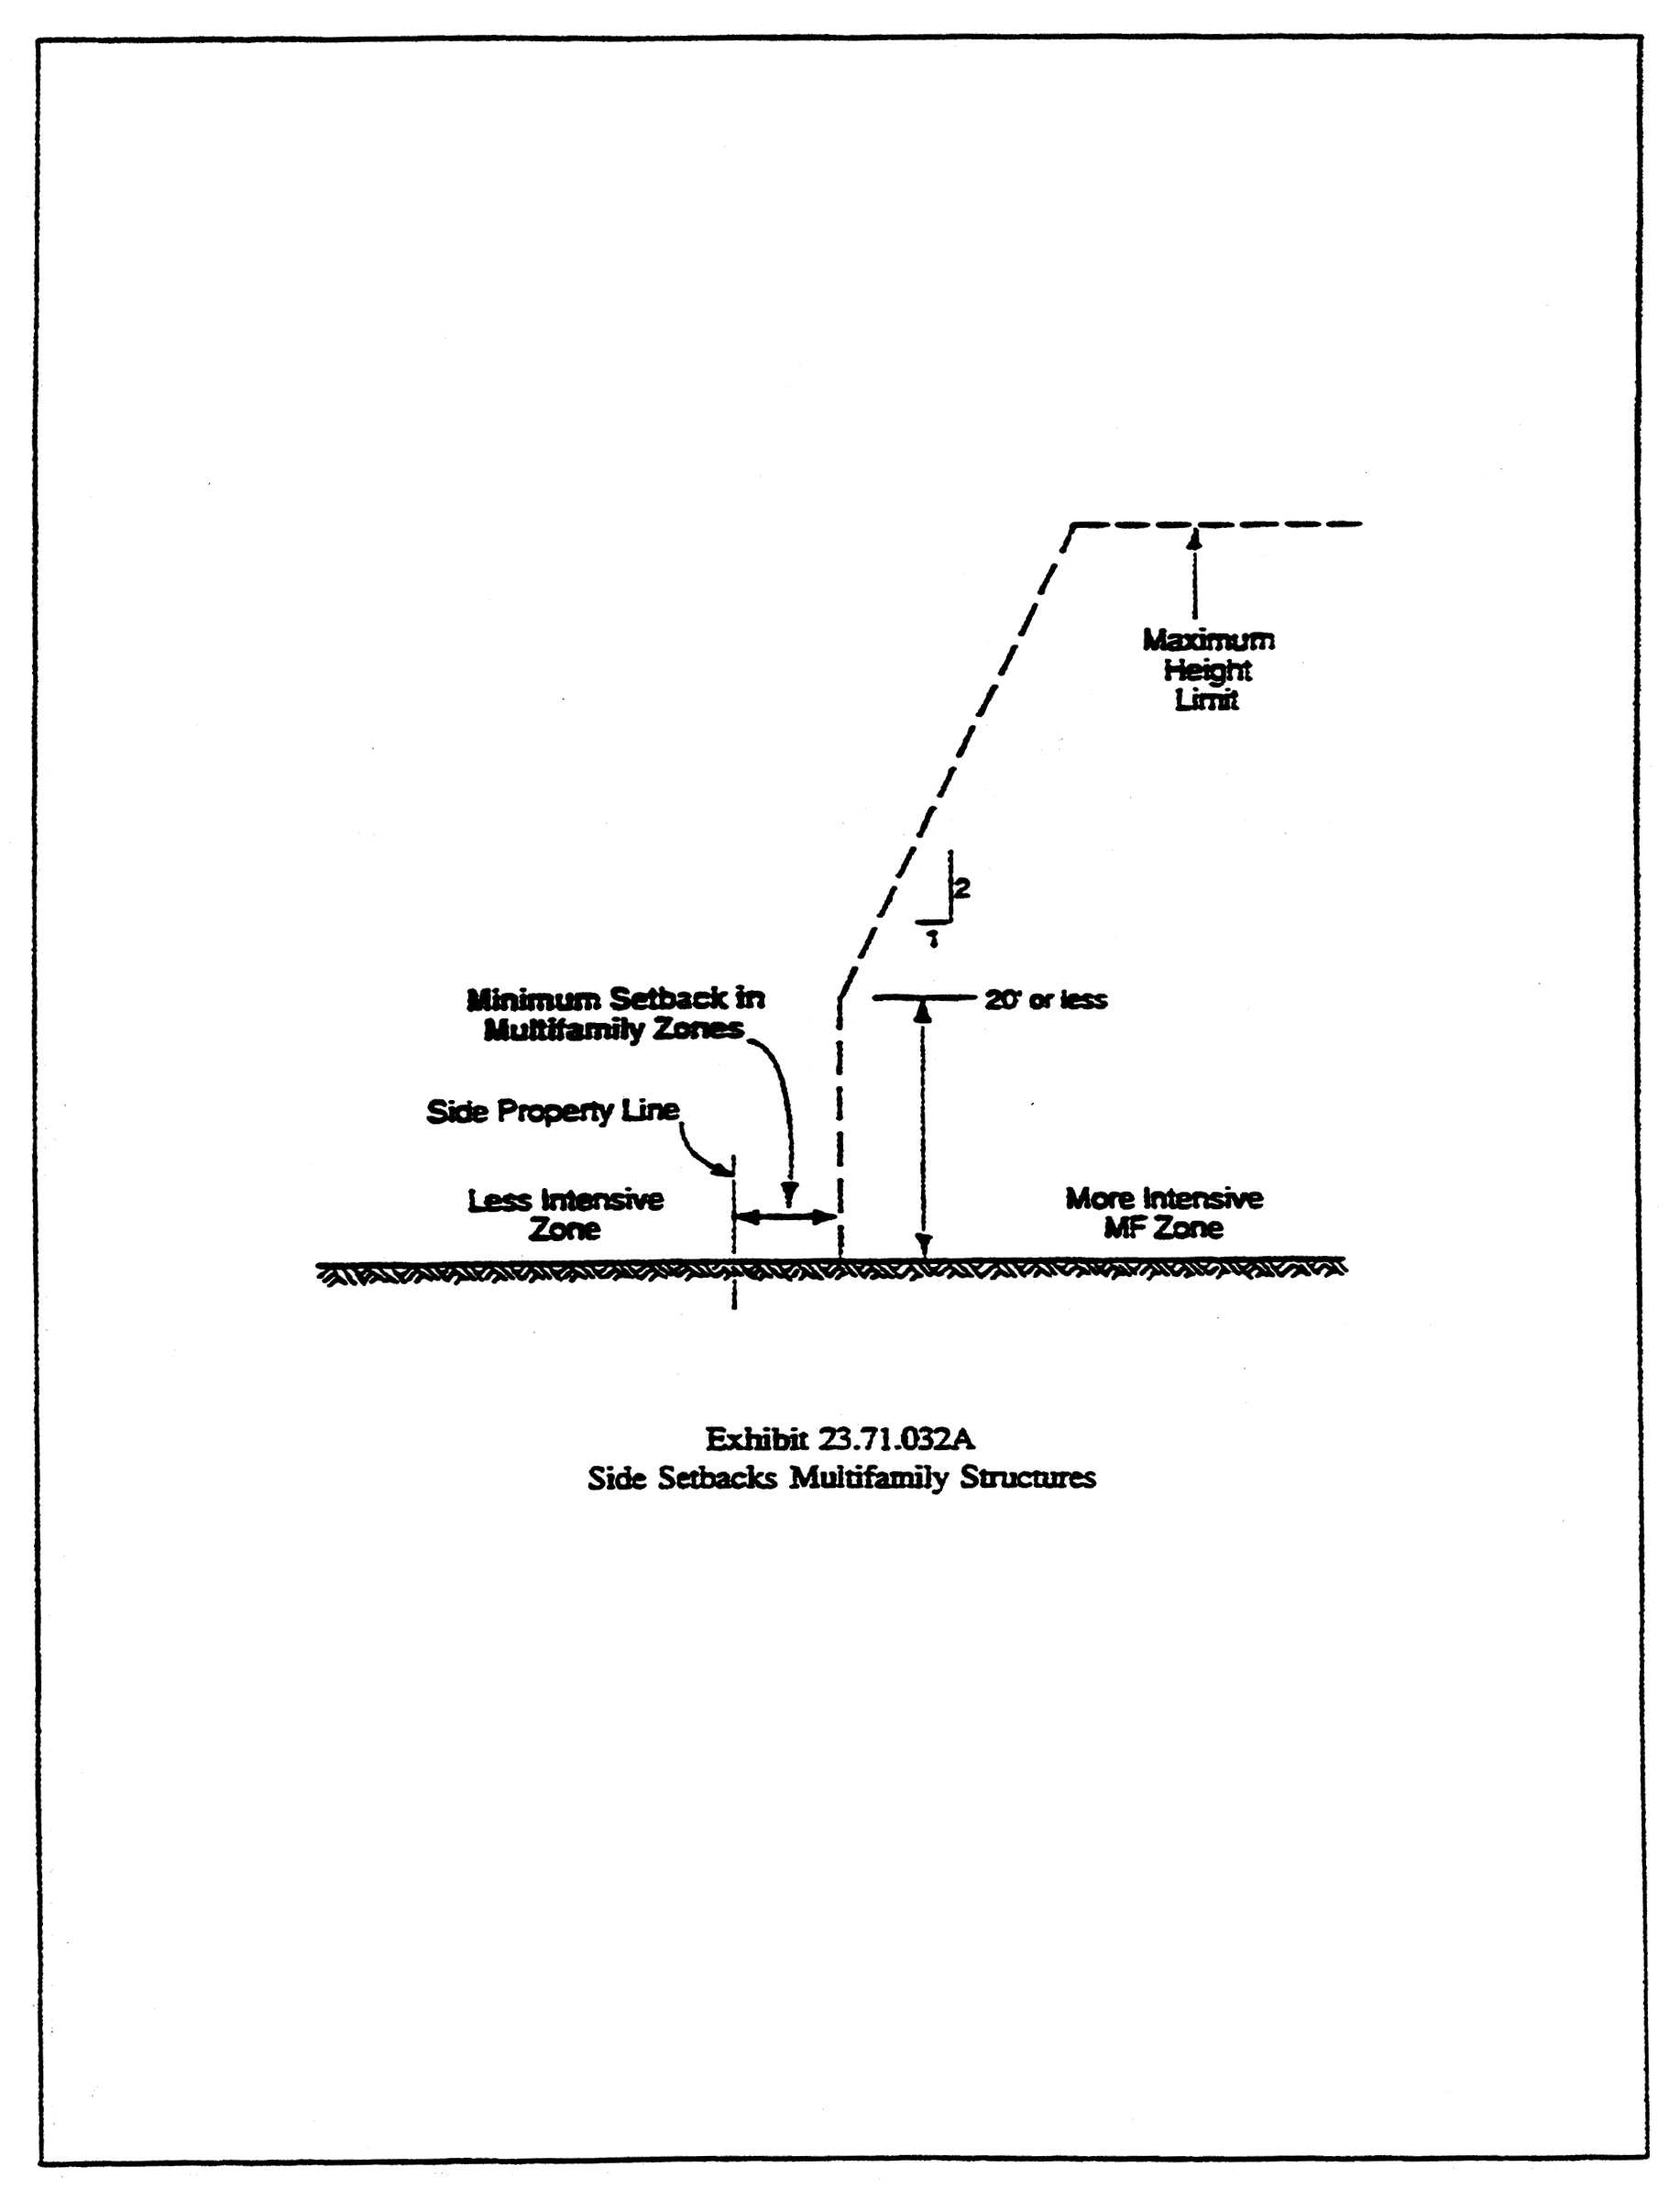 Maximum
Height
Limit
2
1
Minimum Setback in
Multifamily Zones
20' or less
Side Property Line
Less Intensive
Zone
More Intensive
MF Zone
Exhibit 23.71.032A
Side Setbacks Multifamily Structures